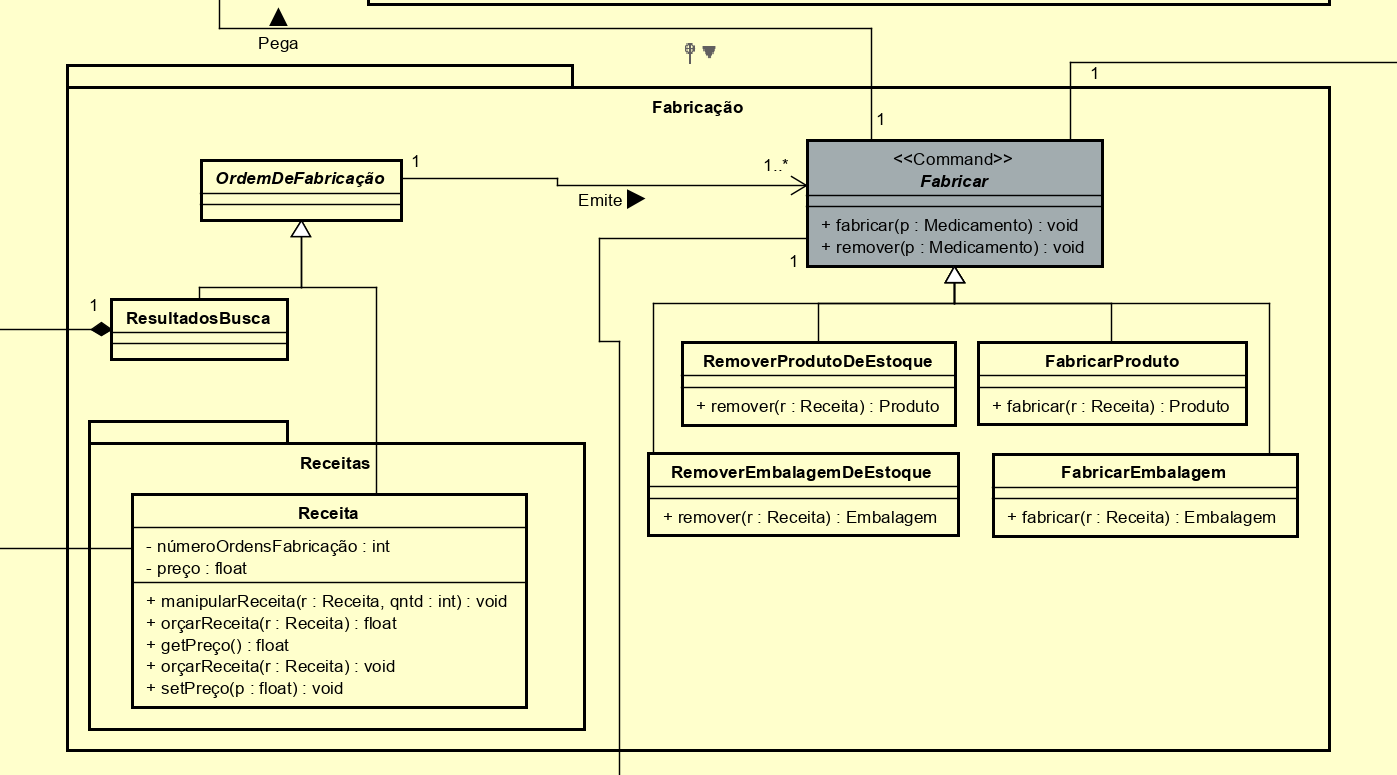 Pega
1
Fabricação
1
<<Command>>
Fabricar
+ fabricar(p : Medicamento) : void
+ remover(p : Medicamento) : void
OrdemDeFabricação
1
1..*
Emite
1
1
ResultadosBusca
RemoverProdutoDeEstoque
+ remover(r : Receita) : Produto
FabricarProduto
+ fabricar(r : Receita) : Produto
RemoverEmbalagemDeEstoque
+ remover(r : Receita) : Embalagem
FabricarEmbalagem
+ fabricar(r : Receita) : Embalagem
Receitas
Receita
- númeroOrdensFabricação : int
- preço : float
+ manipularReceita(r : Receita, qntd : int) : void
+ orçarReceita(r : Receita) : float
+ getPreço() : float
+ orçarReceita(r : Receita) : void
+ setPreço(p : float) : void